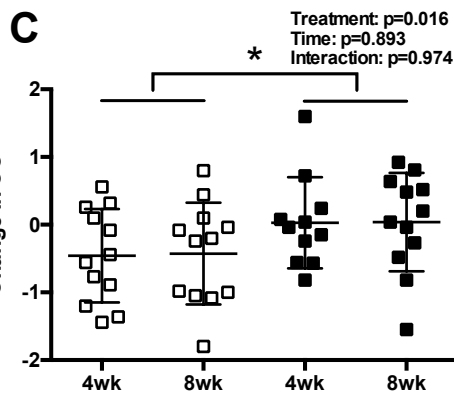 C
Treatment: p=0.016
Time: p=0.893
Interaction: p=0.974
*
2
1
0
-1
-2
4wk 8wk 4wk 8wk